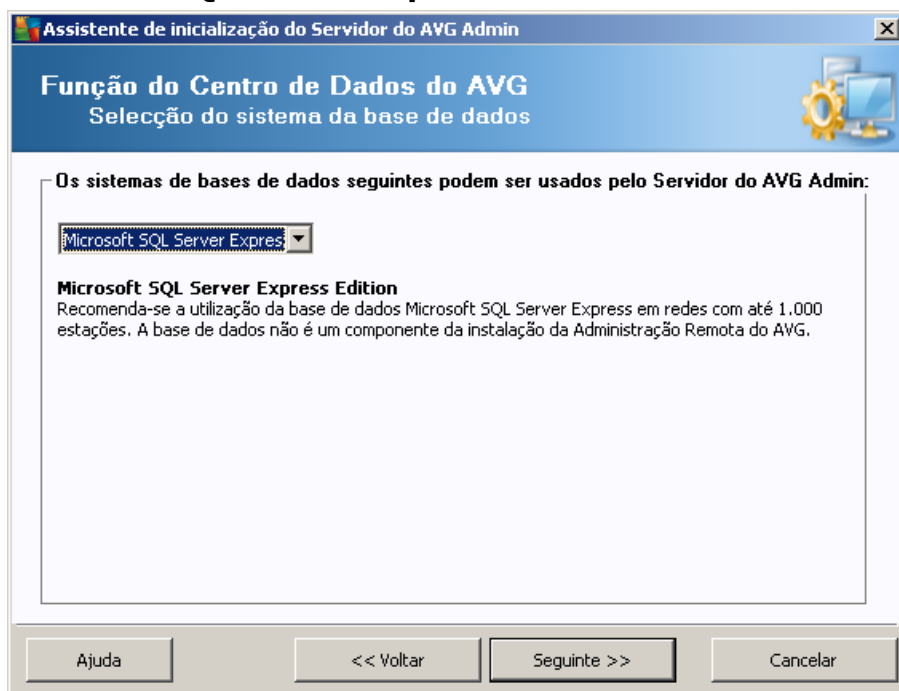 Assistente de inicialização do Servidor do AVG Admin
Função do Centro de Dados do AVG
Selecção do sistema da base de dados
Os sistemas de bases de dados seguintes podem ser usados pelo Servidor do AVG Admin:
Microsoft SQL Server Expres
Microsoft SQL Server Express Edition
Recomenda-se a utilização da base de dados Microsoft SQL Server Express em redes com até 1.000
estações. A base de dados não é um componente da instalação da Administração Remota do AVG.
Ajuda
<< Voltar
Seguinte >>
Cancelar